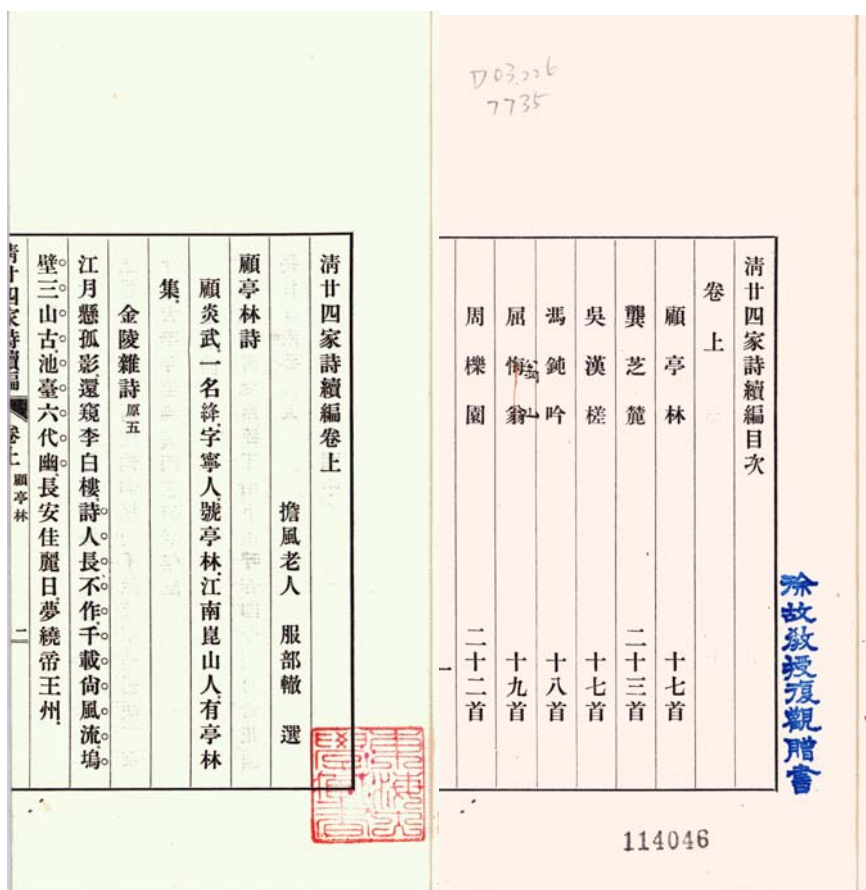 D03.226
7735
徐故教授復觀贈書
清廿四家詩續編目次
卷上
顧亭林 十七首
龔芝麓 二十三首
吳漢槎 十七首
馮鈍吟 十八首
屈悔翁 十九首
周櫟園 二十二首
一
114046
清廿四家詩續編卷上
擔風老人 服部轍 選
顧亭林詩
顧炎武、一名絳、字寧人、號亭林、江南崑山人、有亭林
集、
金陵雜詩 原五
江月懸孤影、還窺李白樓、詩人長不作、千載尙風流、塢
壁三山古、池臺六代幽、長安佳麗日、夢繞帝王州、
清廿四家詩續編 卷上 顧亭林 二